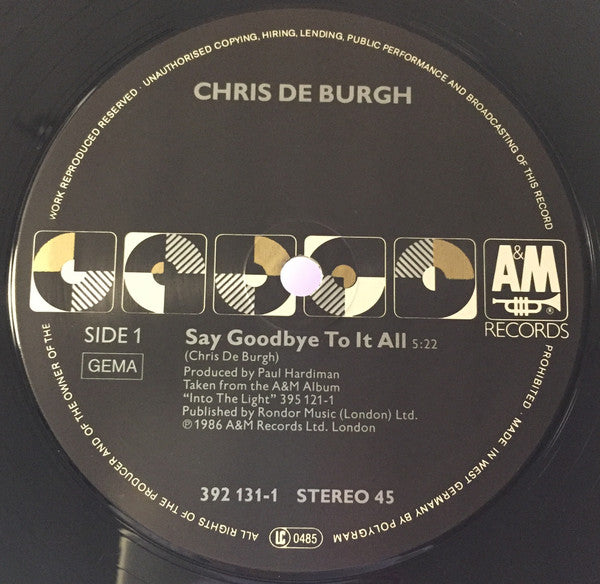 WORK REPRODUCED RESERVED · UNAUTHORISED COPYING, HIRING, LENDING, PUBLIC PERFORMANCE AND BROADCASTING OF THIS RECORD
CHRIS DE BURGH
A&M
®
RECORDS
SIDE 1
GEMA
Say Goodbye To It All 5:22
(Chris De Burgh)
Produced by Paul Hardiman
Taken from the A&M Album
“Into The Light” 395 121-1
Published by Rondor Music (London) Ltd.
℗ 1986 A&M Records Ltd. London
392 131-1 STEREO 45
ALL RIGHTS OF THE PRODUCER AND OF THE OWNER OF THE
LC 0485
PROHIBITED · MADE IN WEST GERMANY BY POLYGRAM